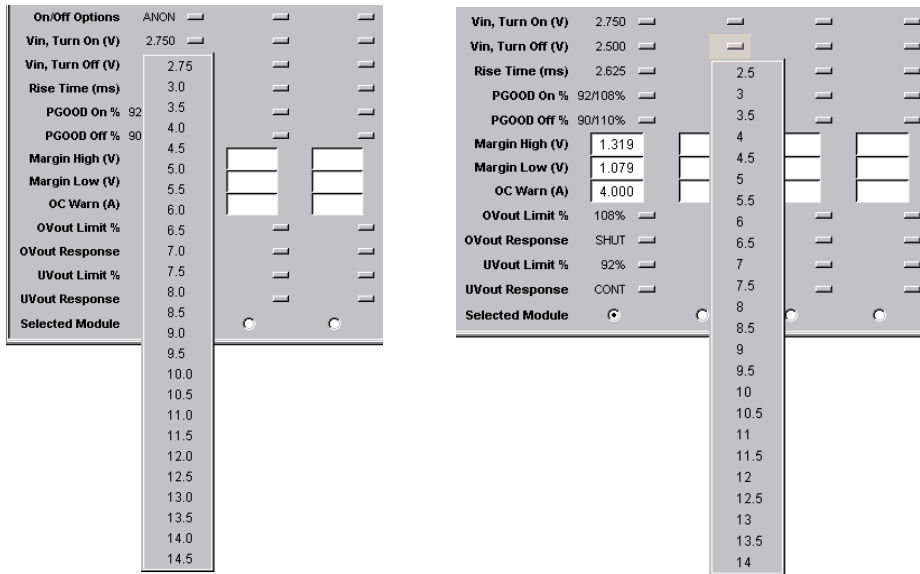 On/Off Options ANON
Vin, Turn On (V) 2.750
Vin, Turn Off (V)
Rise Time (ms)
PGOOD On % 92
PGOOD Off % 90
Margin High (V)
Margin Low (V)
OC Warn (A)
OVout Limit %
OVout Response
UVout Limit %
UVout Response
Selected Module
2.75
3.0
3.5
4.0
4.5
5.0
5.5
6.0
6.5
7.0
7.5
8.0
8.5
9.0
9.5
10.0
10.5
11.0
11.5
12.0
12.5
13.0
13.5
14.0
14.5
Vin, Turn On (V) 2.750
Vin, Turn Off (V) 2.500
Rise Time (ms) 2.625
PGOOD On % 92/108%
PGOOD Off % 90/110%
Margin High (V) 1.319
Margin Low (V) 1.079
OC Warn (A) 4.000
OVout Limit % 108%
OVout Response SHUT
UVout Limit % 92%
UVout Response CONT
Selected Module
2.5
3
3.5
4
4.5
5
5.5
6
6.5
7
7.5
8
8.5
9
9.5
10
10.5
11
11.5
12
12.5
13
13.5
14